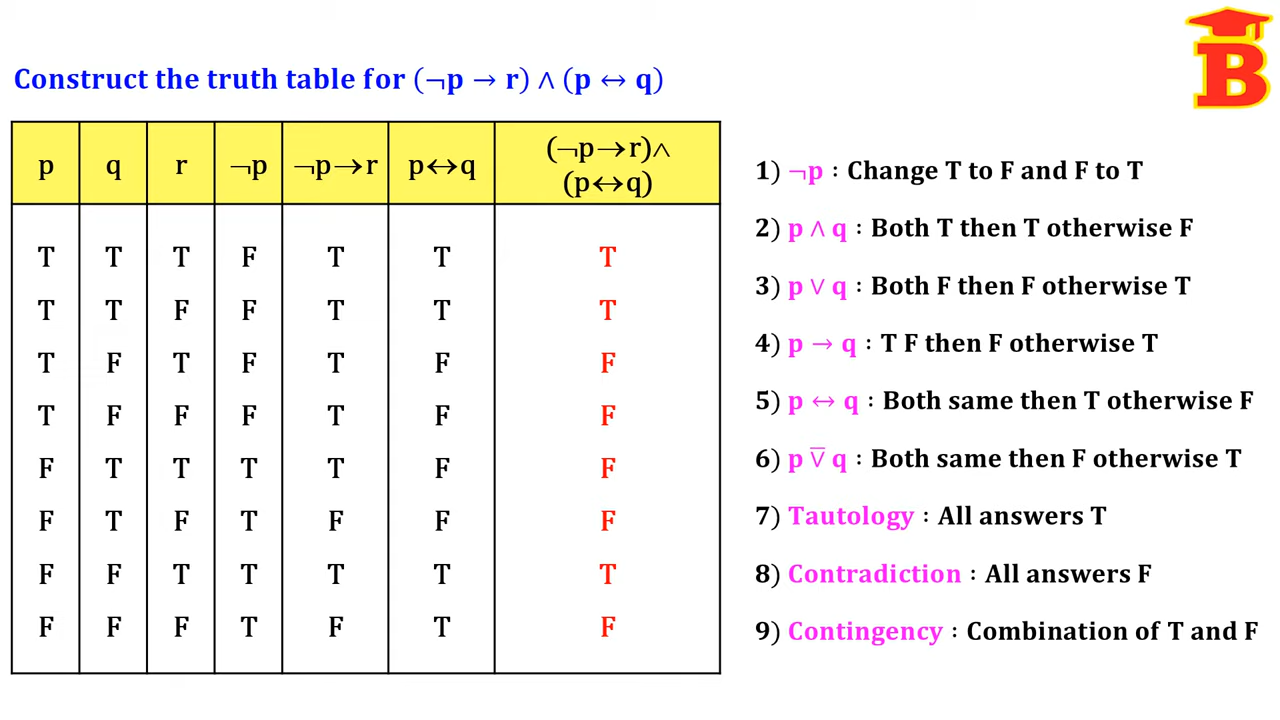 B
Construct the truth table for (¬p → r) ∧ (p ↔ q)
p q r ¬p ¬p→r p↔q (¬p→r)∧
(p↔q)
T T T F T T T
T T F F T T T
T F T F T F F
T F F F T F F
F T T T T F F
F T F T F F F
F F T T T T T
F F F T F T F
1) ¬p : Change T to F and F to T
2) p ∧ q : Both T then T otherwise F
3) p ∨ q : Both F then F otherwise T
4) p → q : T F then F otherwise T
5) p ↔ q : Both same then T otherwise F
6) p ⊽ q : Both same then F otherwise T
7) Tautology : All answers T
8) Contradiction : All answers F
9) Contingency : Combination of T and F